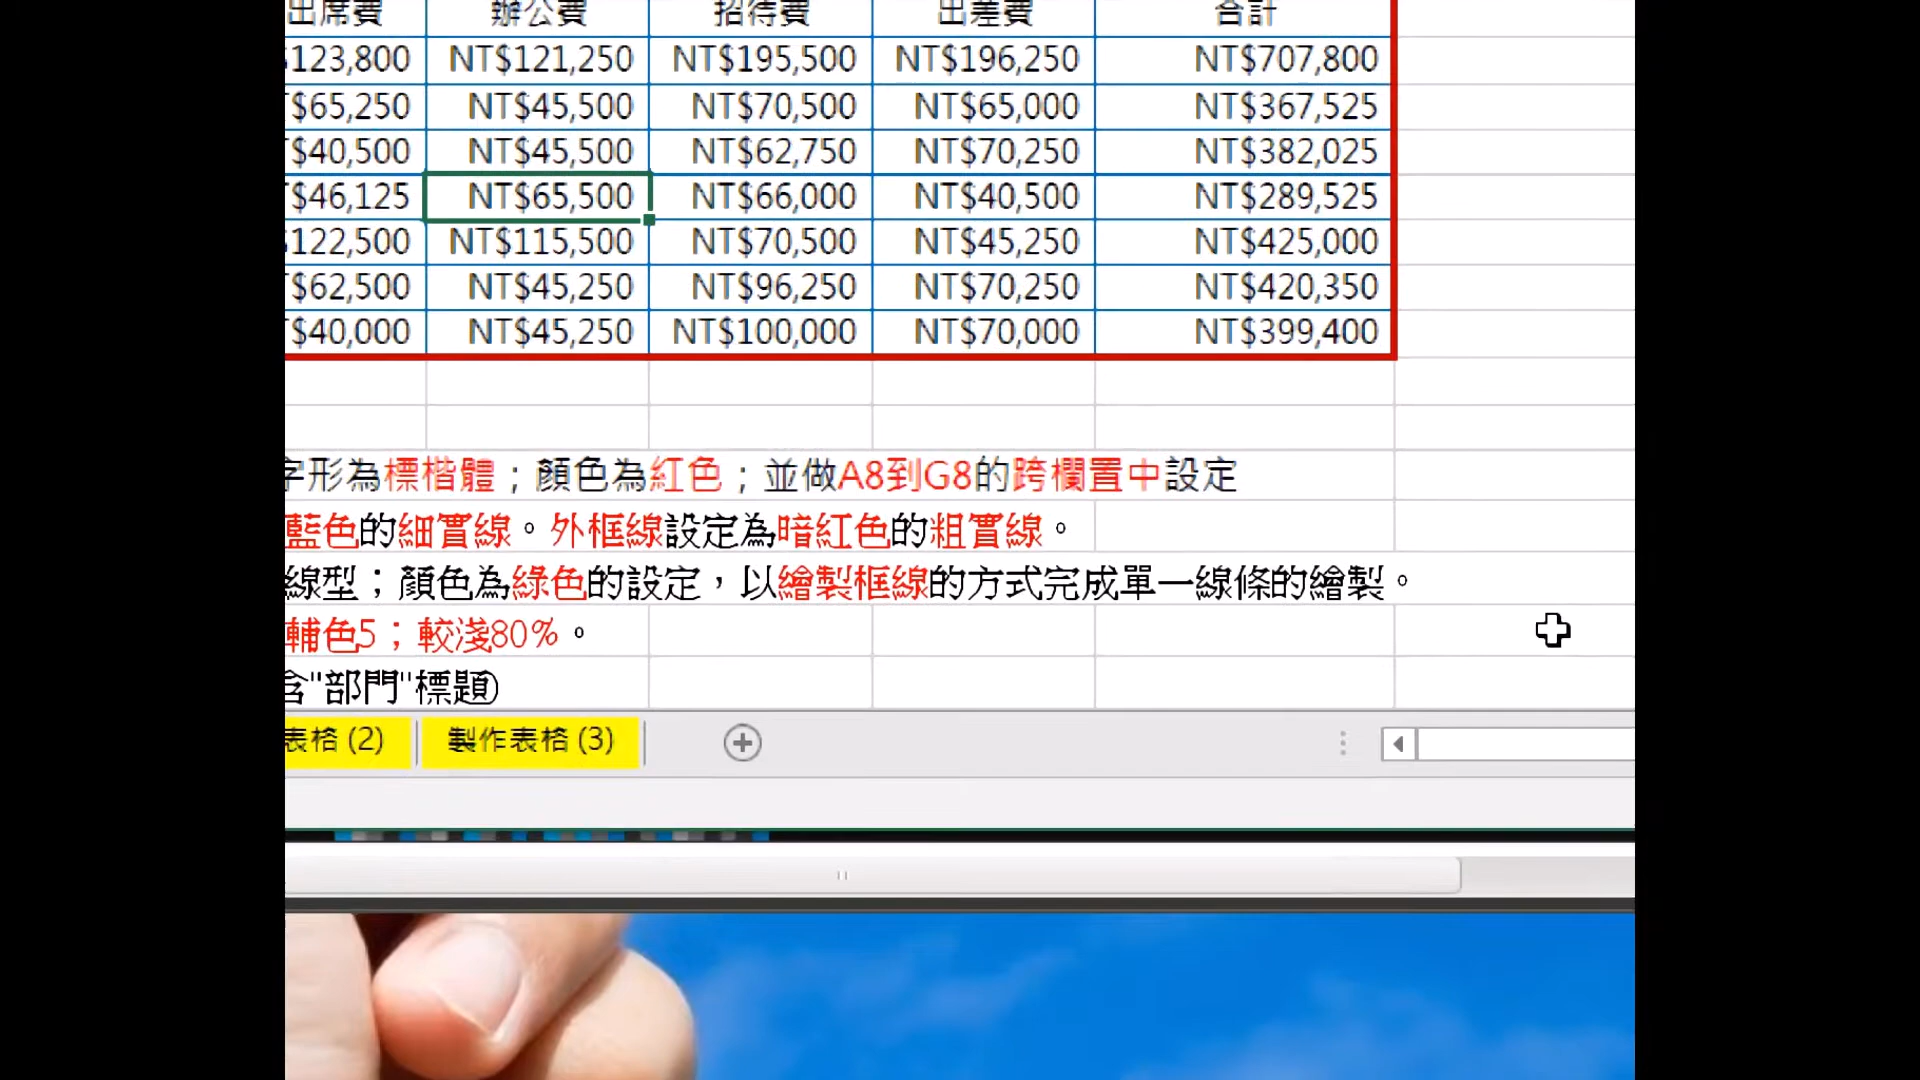 出席費 辦公費 招待費 出差費 合計
$123,800 NT$121,250 NT$195,500 NT$196,250 NT$707,800
T$65,250 NT$45,500 NT$70,500 NT$65,000 NT$367,525
T$40,500 NT$45,500 NT$62,750 NT$70,250 NT$382,025
T$46,125 NT$65,500 NT$66,000 NT$40,500 NT$289,525
$122,500 NT$115,500 NT$70,500 NT$45,250 NT$425,000
T$62,500 NT$45,250 NT$96,250 NT$70,250 NT$420,350
T$40,000 NT$45,250 NT$100,000 NT$70,000 NT$399,400
字形為標楷體；顏色為紅色；並做A8到G8的跨欄置中設定
藍色的細實線。外框線設定為暗紅色的粗實線。
線型；顏色為綠色的設定，以繪製框線的方式完成單一線條的繪製。
輔色5；較淺80%。
含"部門"標題)
表格 (2) 製作表格 (3)